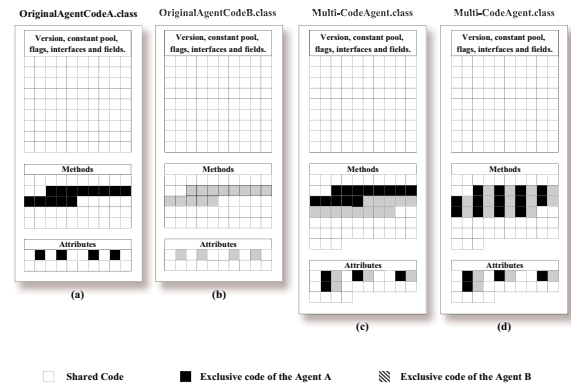 OriginalAgentCodeA.class
OriginalAgentCodeB.class
Multi-CodeAgent.class
Multi-CodeAgent.class
Version, constant pool,
flags, interfaces and fields.
Methods
Attributes
(a)
Version, constant pool,
flags, interfaces and fields.
Methods
Attributes
(b)
Version, constant pool,
flags, interfaces and fields.
Methods
Attributes
(c)
Version, constant pool,
flags, interfaces and fields.
Methods
Attributes
(d)
Shared Code
Exclusive code of the Agent A
Exclusive code of the Agent B